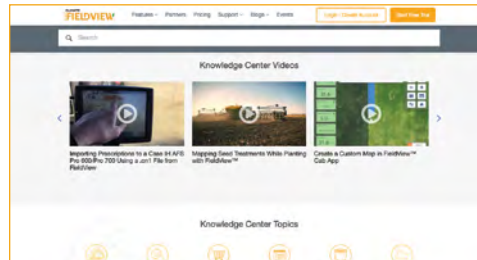 CLIMATE
FIELDVIEW
Features Partners Pricing Support Blogs Events
Login / Create Account
Start Free Trial
Search
Knowledge Center Videos
Importing Prescriptions to a Case IH AFS
Pro 600/Pro 700 Using a .cn1 File from
FieldView
Mapping Seed Treatments While Planting
with FieldView™
Create a Custom Map in FieldView™
Cab App
Knowledge Center Topics